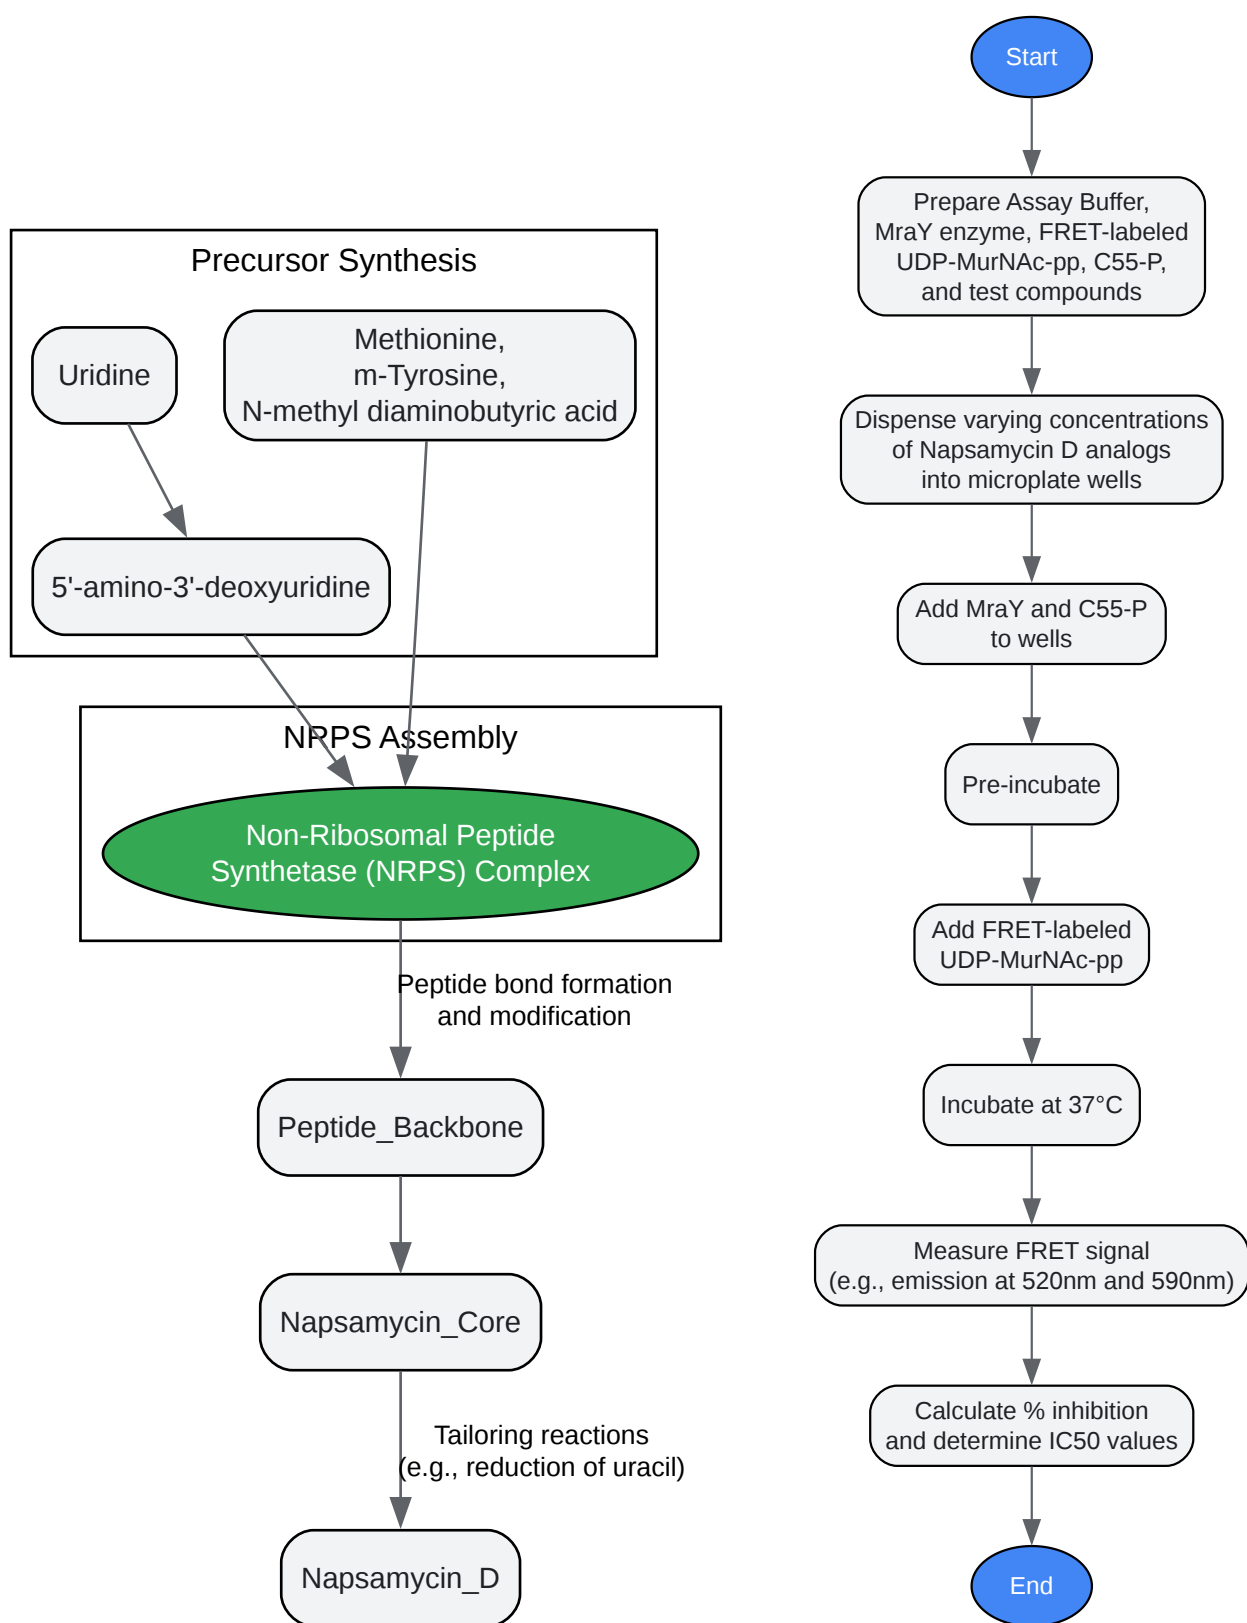 Precursor Synthesis
Uridine
Methionine,
m-Tyrosine,
N-methyl diaminobutyric acid
5'-amino-3'-deoxyuridine
NRPS Assembly
Non-Ribosomal Peptide
Synthetase (NRPS) Complex
Peptide bond formation
and modification
Peptide_Backbone
Napsamycin_Core
Tailoring reactions
(e.g., reduction of uracil)
Napsamycin_D
Start
Prepare Assay Buffer,
MraY enzyme, FRET-labeled
UDP-MurNAc-pp, C55-P,
and test compounds
Dispense varying concentrations
of Napsamycin D analogs
into microplate wells
Add MraY and C55-P
to wells
Pre-incubate
Add FRET-labeled
UDP-MurNAc-pp
Incubate at 37°C
Measure FRET signal
(e.g., emission at 520nm and 590nm)
Calculate % inhibition
and determine IC50 values
End